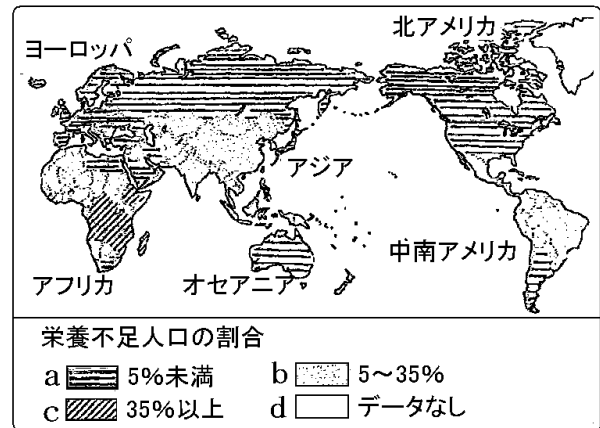 北アメリカ
ヨーロッパ
アジア
アフリカ
オセアニア
中南アメリカ
栄養不足人口の割合
a 5%未満 b 5〜35%
c 35%以上 d データなし